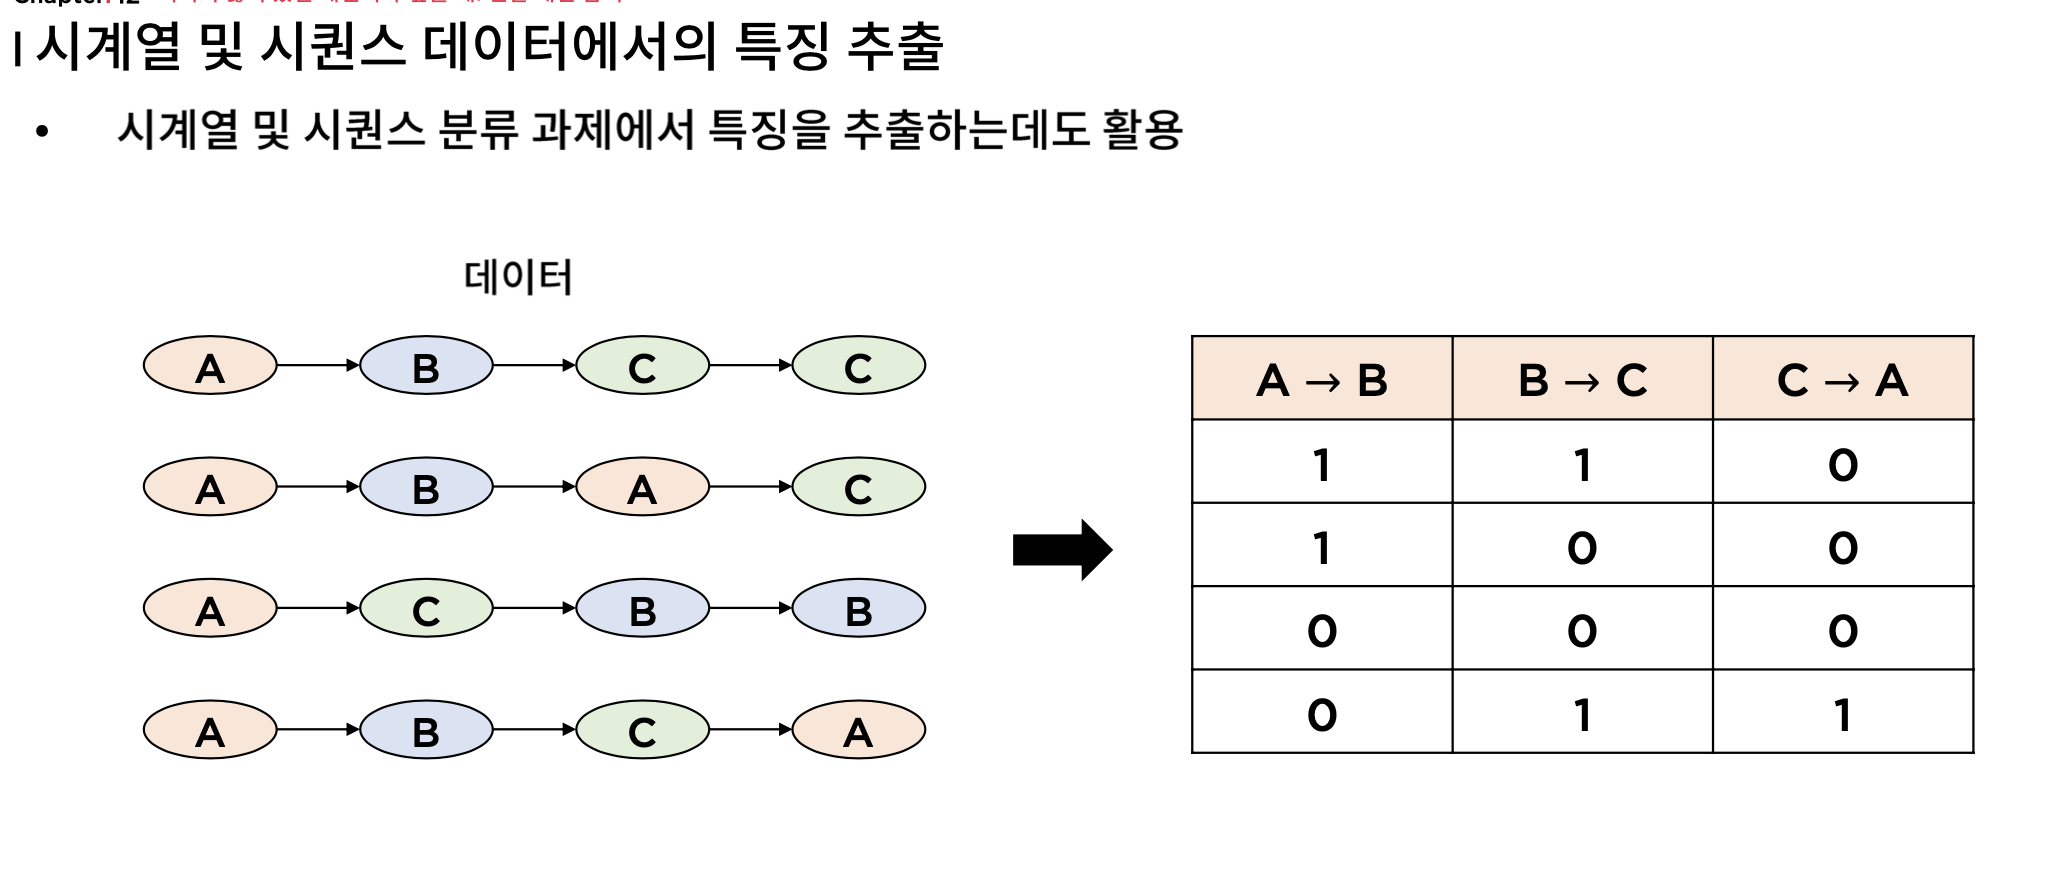 | 시계열 및 시퀀스 데이터에서의 특징 추출
• 시계열 및 시퀀스 분류 과제에서 특징을 추출하는데도 활용
데이터
A B C C
A B A C
A C B B
A B C A
A → B B → C C → A
1 1 0
1 0 0
0 0 0
0 1 1